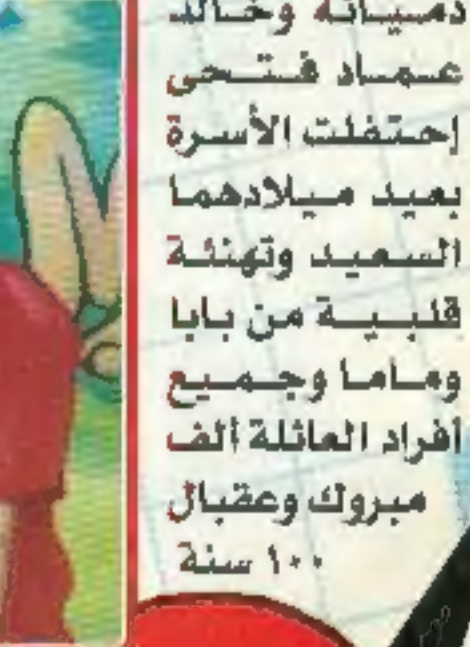 دميانه وخالد
عماد فتحى
إحتفلت الأسرة
بعيد ميلادهما
السعيد وتهنئة
قلبية من بابا
وماما وجميع
أفراد العائلة ألف
مبروك وعقبال
١٠٠ سنة